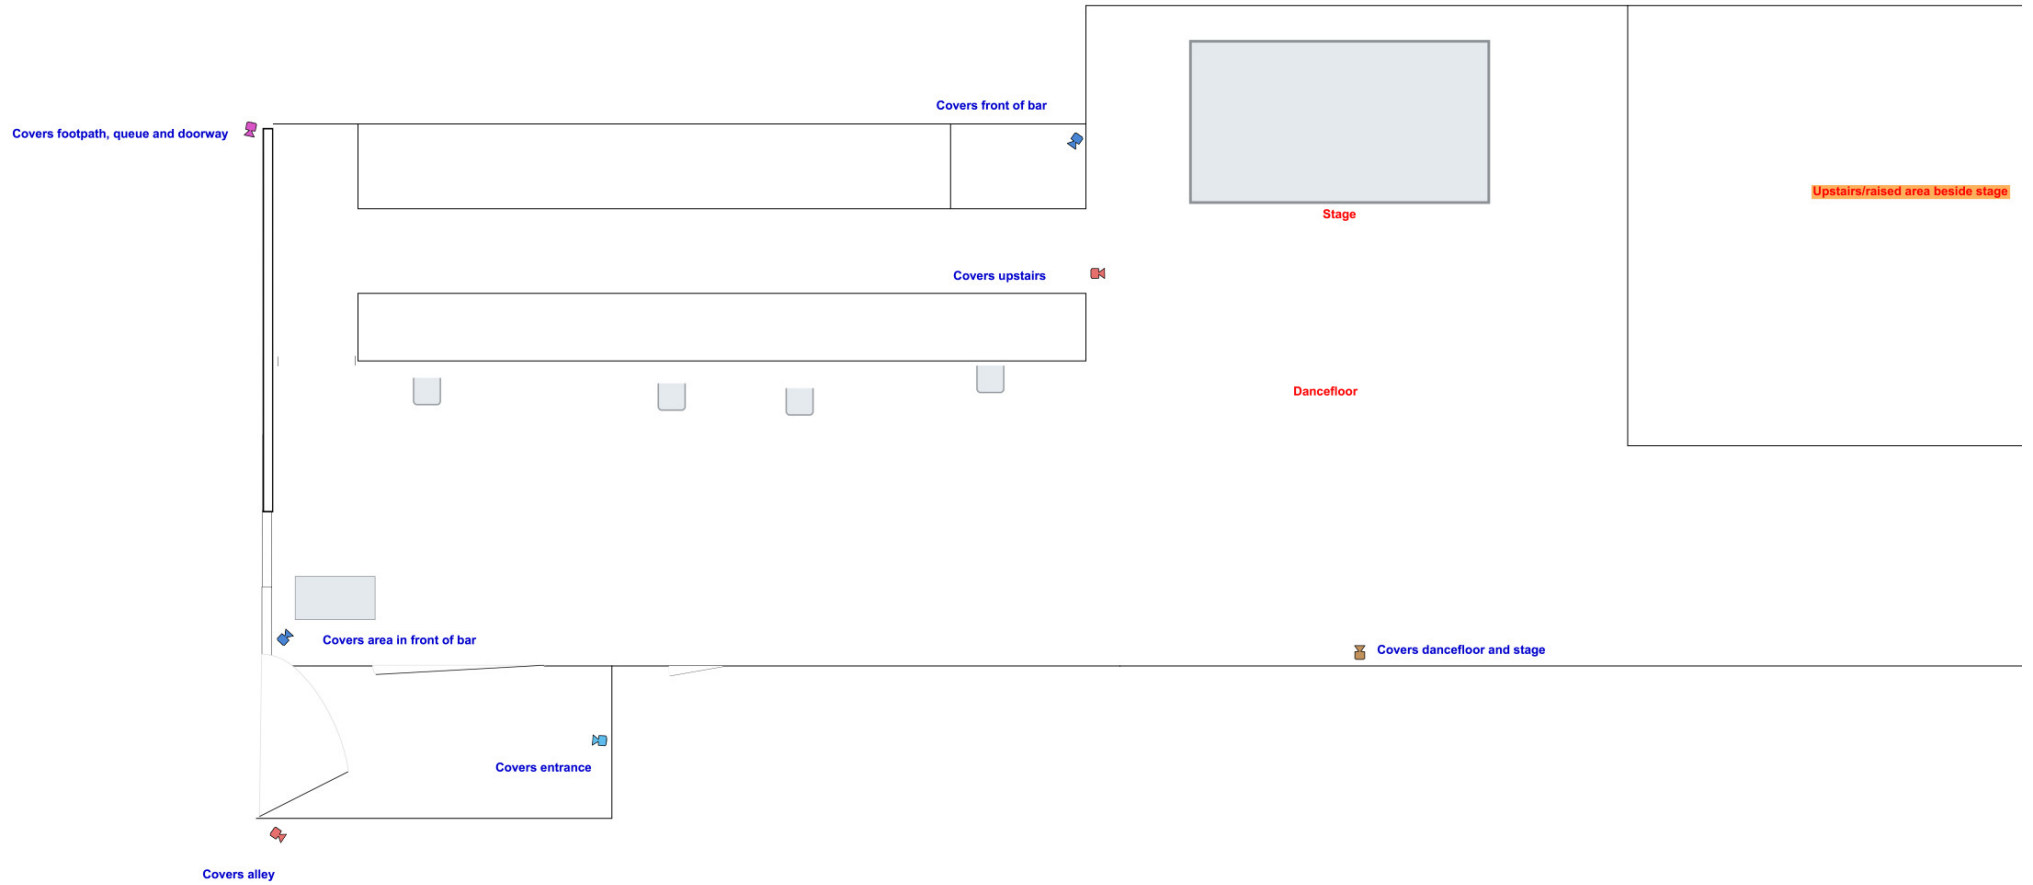 Covers front of bar
Covers footpath, queue and doorway
Upstairs/raised area beside stage
Stage
Covers upstairs
Dancefloor
Covers area in front of bar
Covers dancefloor and stage
Covers entrance
Covers alley